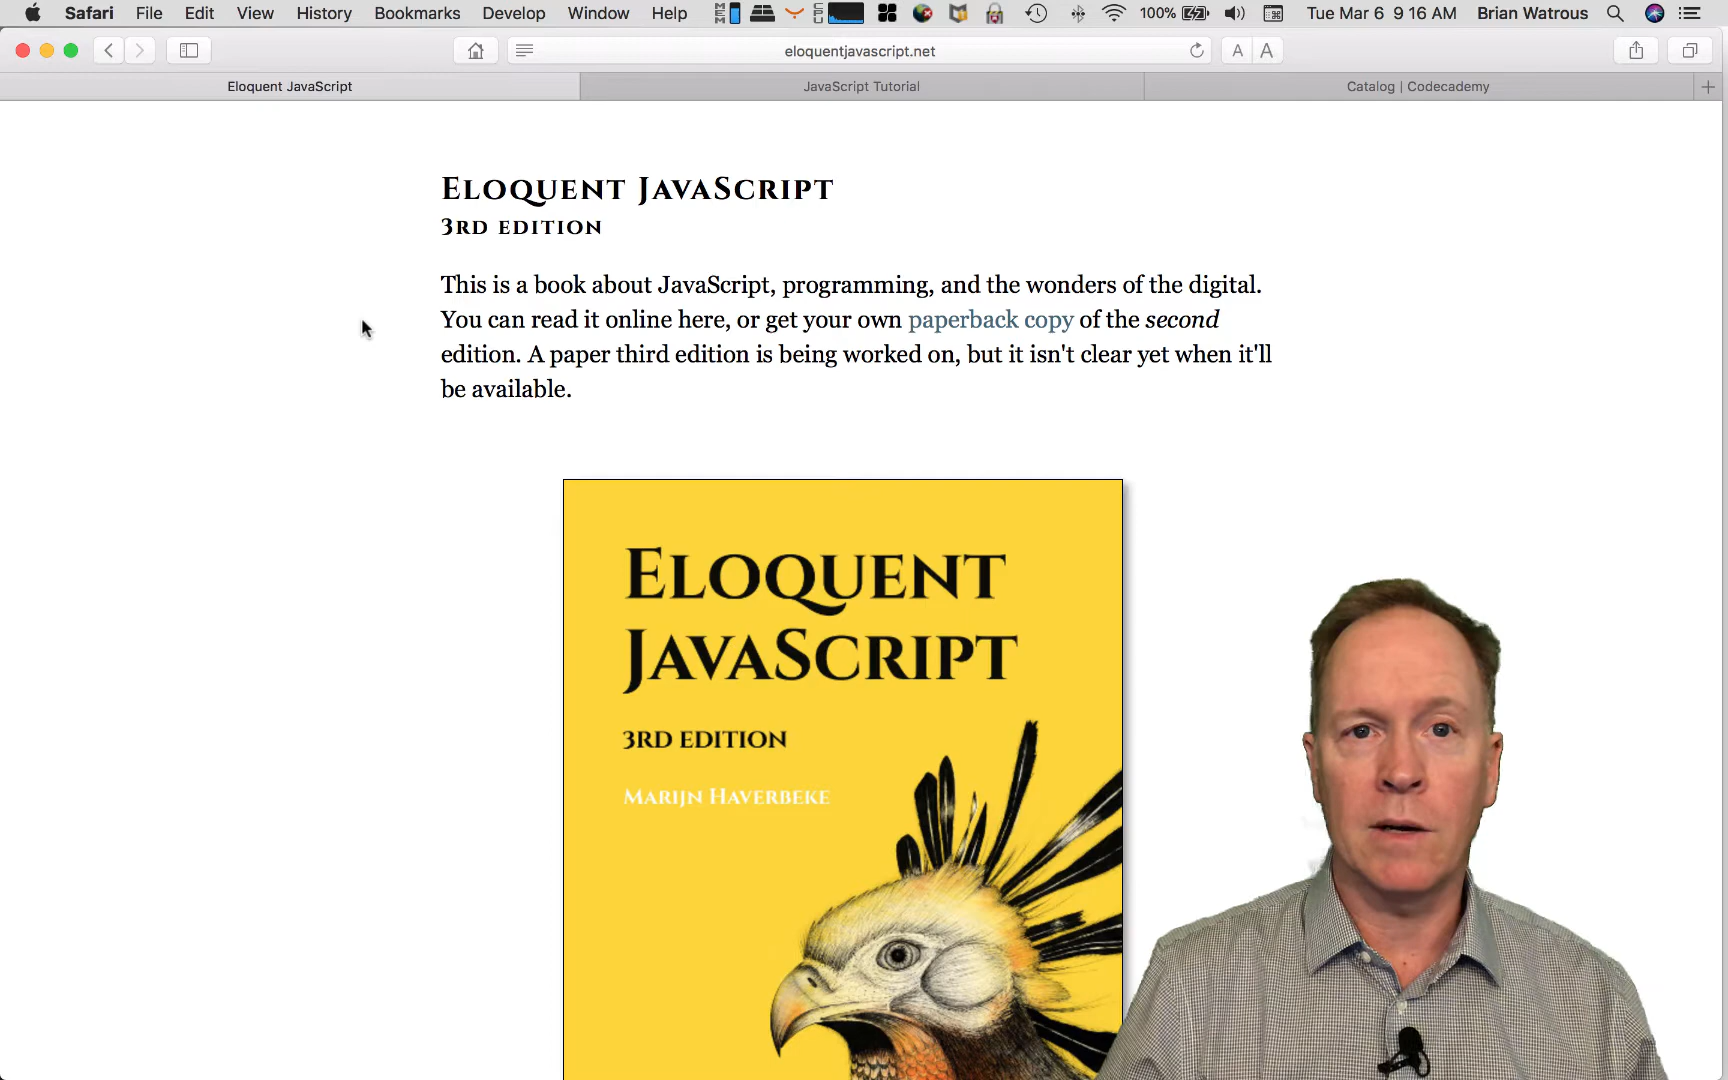 Safari File Edit View History Bookmarks Develop Window Help MEM CPU 100% Tue Mar 6 9 16 AM Brian Watrous
eloquentjavascript.net A A
Eloquent JavaScript JavaScript Tutorial Catalog | Codecademy
Eloquent JavaScript
3rd edition
This is a book about JavaScript, programming, and the wonders of the digital.
You can read it online here, or get your own paperback copy of the second
edition. A paper third edition is being worked on, but it isn't clear yet when it'll
be available.
Eloquent
JavaScript
3rd edition
Marijn Haverbeke